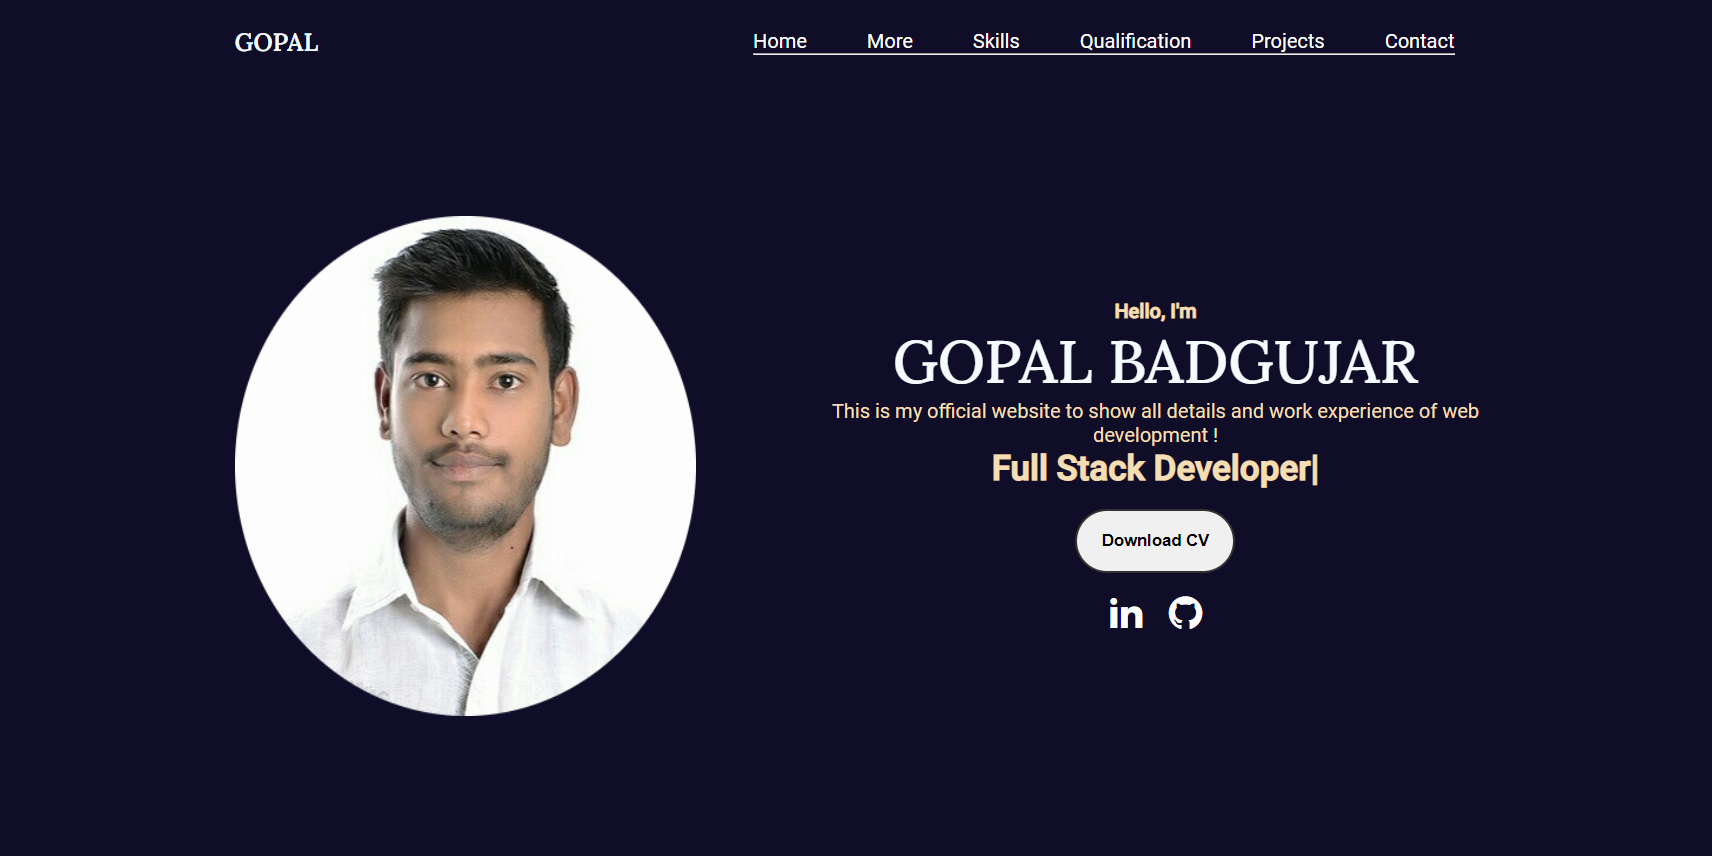 GOPAL
Home More Skills Qualification Projects Contact
Hello, I'm
GOPAL BADGUJAR
This is my official website to show all details and work experience of web
development !
Full Stack Developer|
Download CV
in